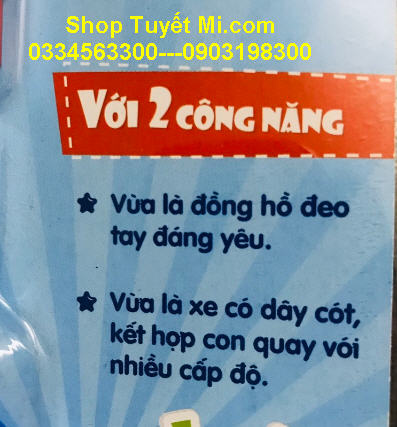 Shop Tuyết Mi.com
0334563300---0903198300
VỚI 2 CÔNG NĂNG
Vừa là đồng hồ đeo
tay đáng yêu.
Vừa là xe có dây cót,
kết hợp con quay với
nhiều cấp độ.